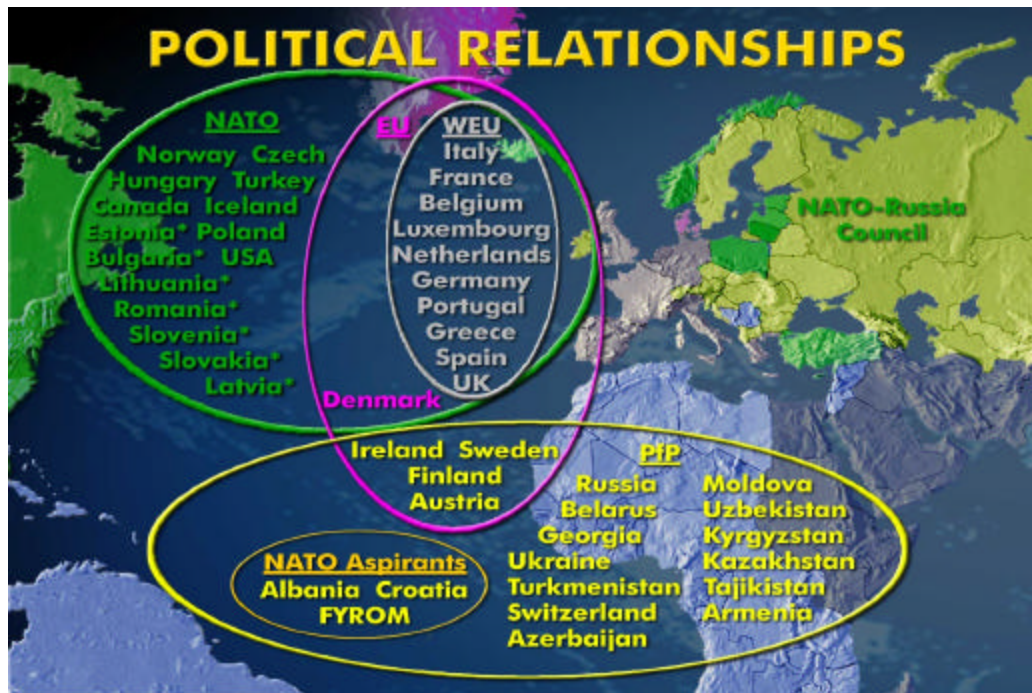 POLITICAL RELATIONSHIPS
NATO
Norway Czech
Hungary Turkey
Canada Iceland
Estonia* Poland
Bulgaria* USA
Lithuania*
Romania*
Slovenia*
Slovakia*
Latvia*
EU
WEU
Italy
France
Belgium
Luxembourg
Netherlands
Germany
Portugal
Greece
Spain
UK
Denmark
NATO-Russia
Council
Ireland Sweden
Finland
Austria
PfP
Russia
Belarus
Georgia
Ukraine
Turkmenistan
Switzerland
Azerbaijan
Moldova
Uzbekistan
Kyrgyzstan
Kazakhstan
Tajikistan
Armenia
NATO Aspirants
Albania Croatia
FYROM